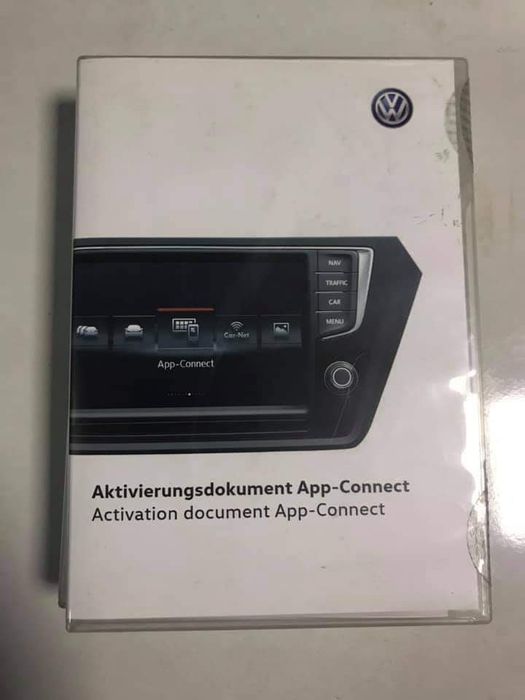 NAV
TRAFFIC
CAR
MENU
Car-Net
App-Connect
Aktivierungsdokument App-Connect
Activation document App-Connect